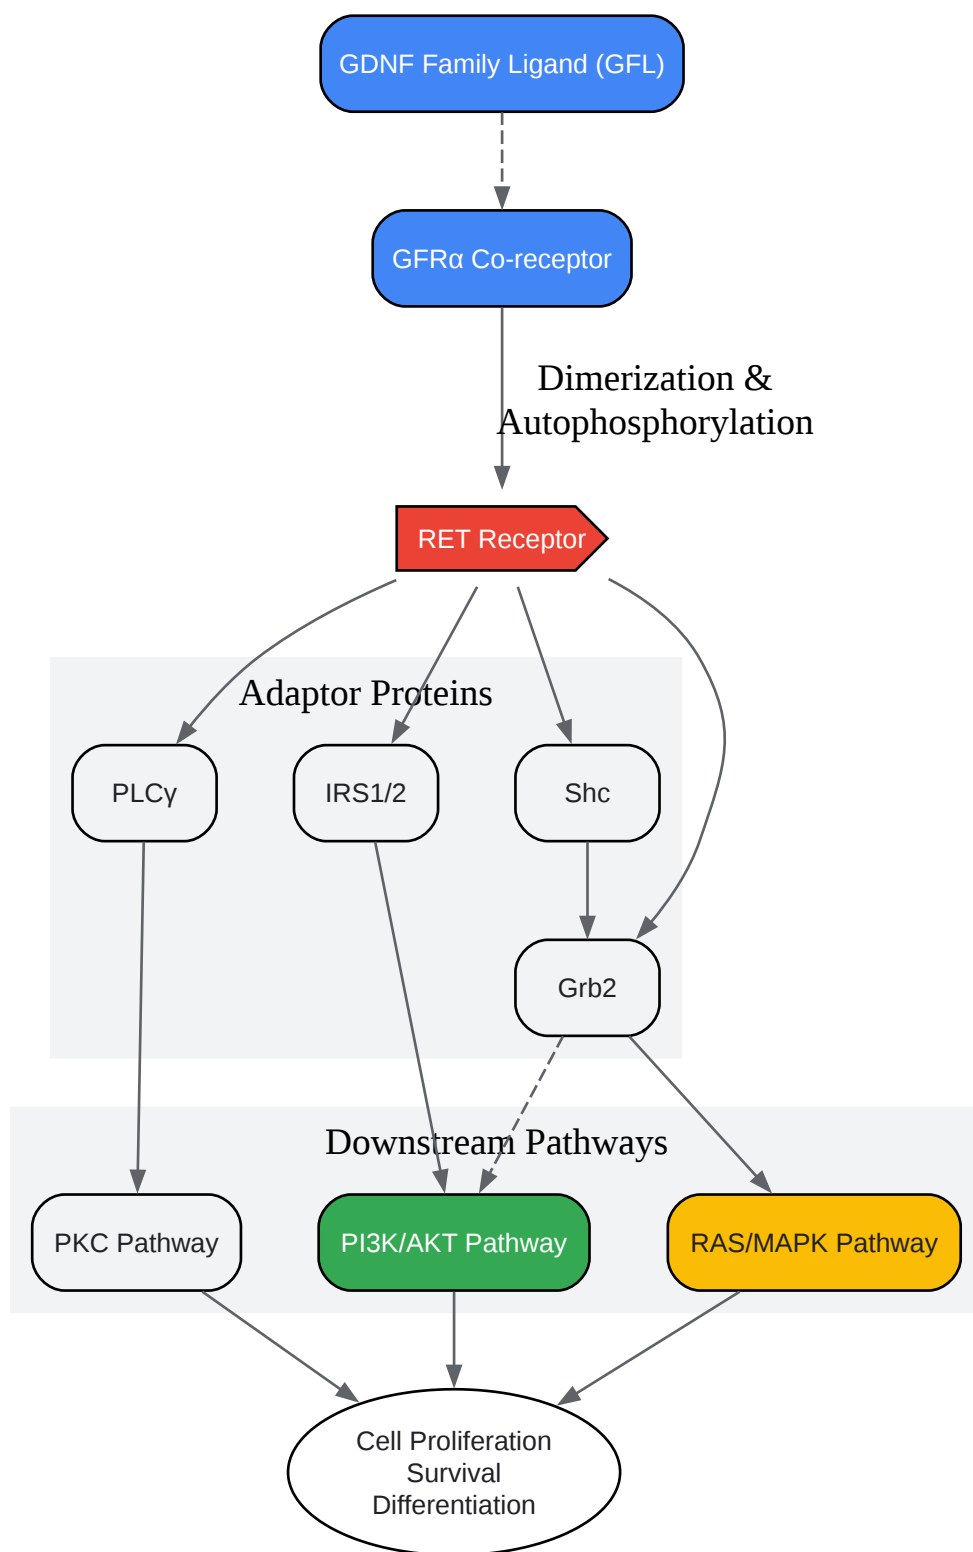 GDNF Family Ligand (GFL)
GFRα Co-receptor
Dimerization &
Autophosphorylation
RET Receptor
Adaptor Proteins
PLCγ
IRS1/2
Shc
Grb2
Downstream Pathways
PKC Pathway
PI3K/AKT Pathway
RAS/MAPK Pathway
Cell Proliferation
Survival
Differentiation